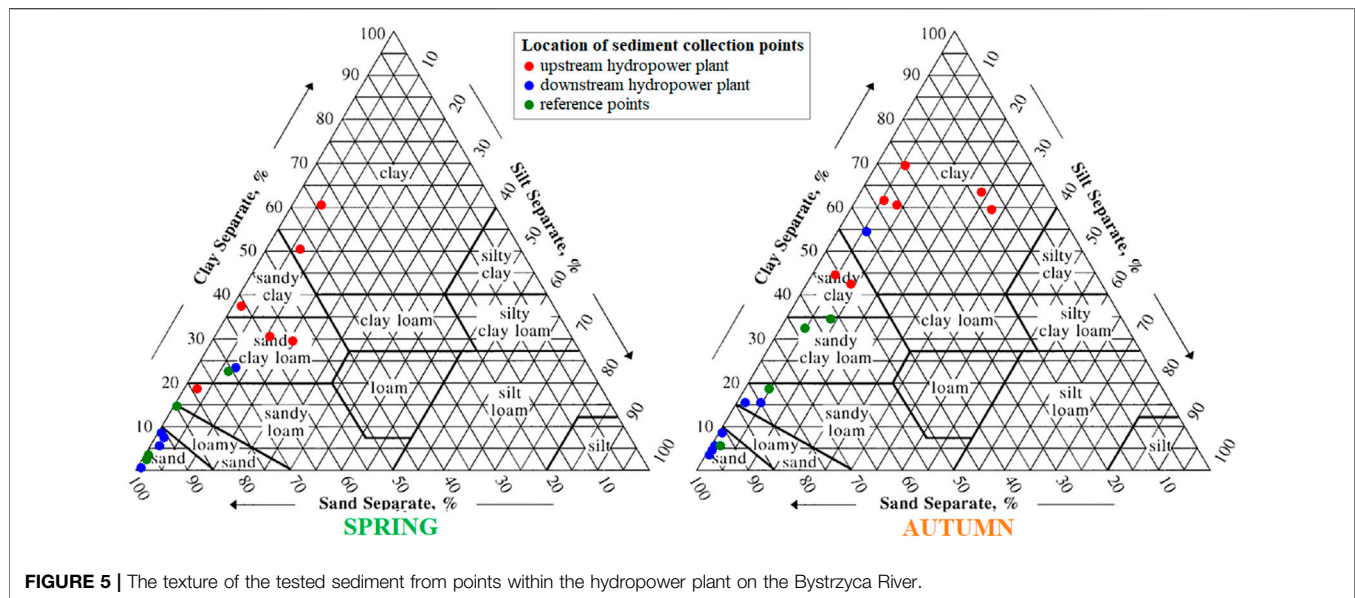 Location of sediment collection points
upstream hydropower plant
downstream hydropower plant
reference points
100
90
80
70
60
50
40
30
20
10
Clay Separate, %
10
20
30
40
50
60
70
80
90
100
Silt Separate, %
clay
silty
clay
sandy
clay
clay loam
silty
clay loam
sandy
clay loam
loam
silt
loam
sandy
loam
loamy
sand
sand
silt
100
90
80
70
60
50
40
30
20
10
Sand Separate, %
SPRING
100
90
80
70
60
50
40
30
20
10
Clay Separate, %
10
20
30
40
50
60
70
80
90
100
Silt Separate, %
clay
silty
clay
sandy
clay
clay loam
silty
clay loam
sandy
clay loam
loam
silt
loam
sandy
loam
loamy
sand
sand
silt
100
90
80
70
60
50
40
30
20
10
Sand Separate, %
AUTUMN
FIGURE 5 | The texture of the tested sediment from points within the hydropower plant on the Bystrzyca River.